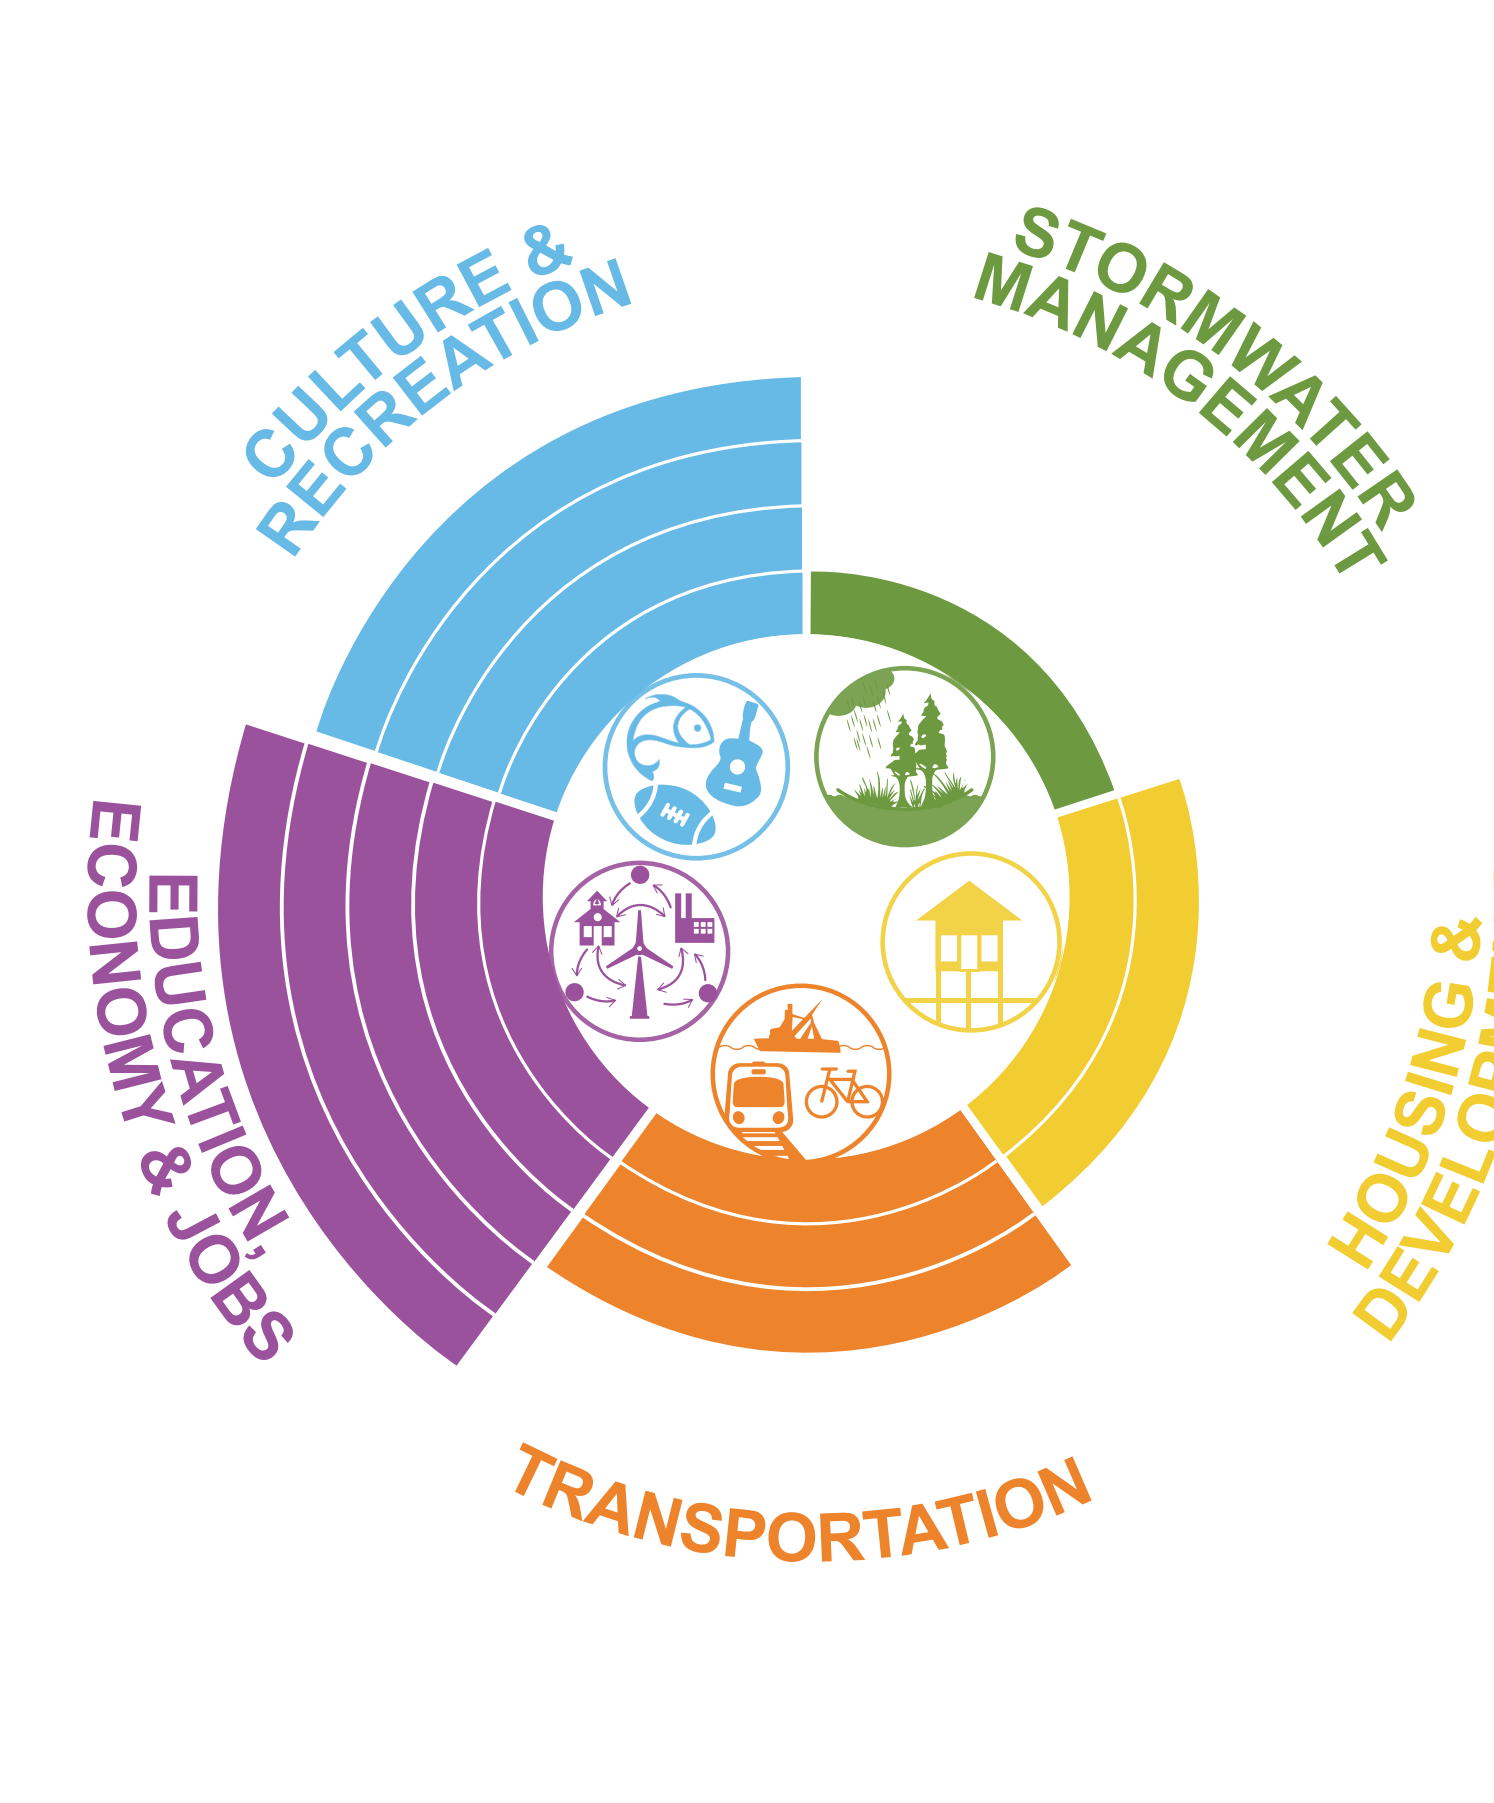 CULTURE &
RECREATION
STORMWATER
MANAGEMENT
HOUSING &
EDUCATION,
ECONOMY & JOBS
TRANSPORTATION